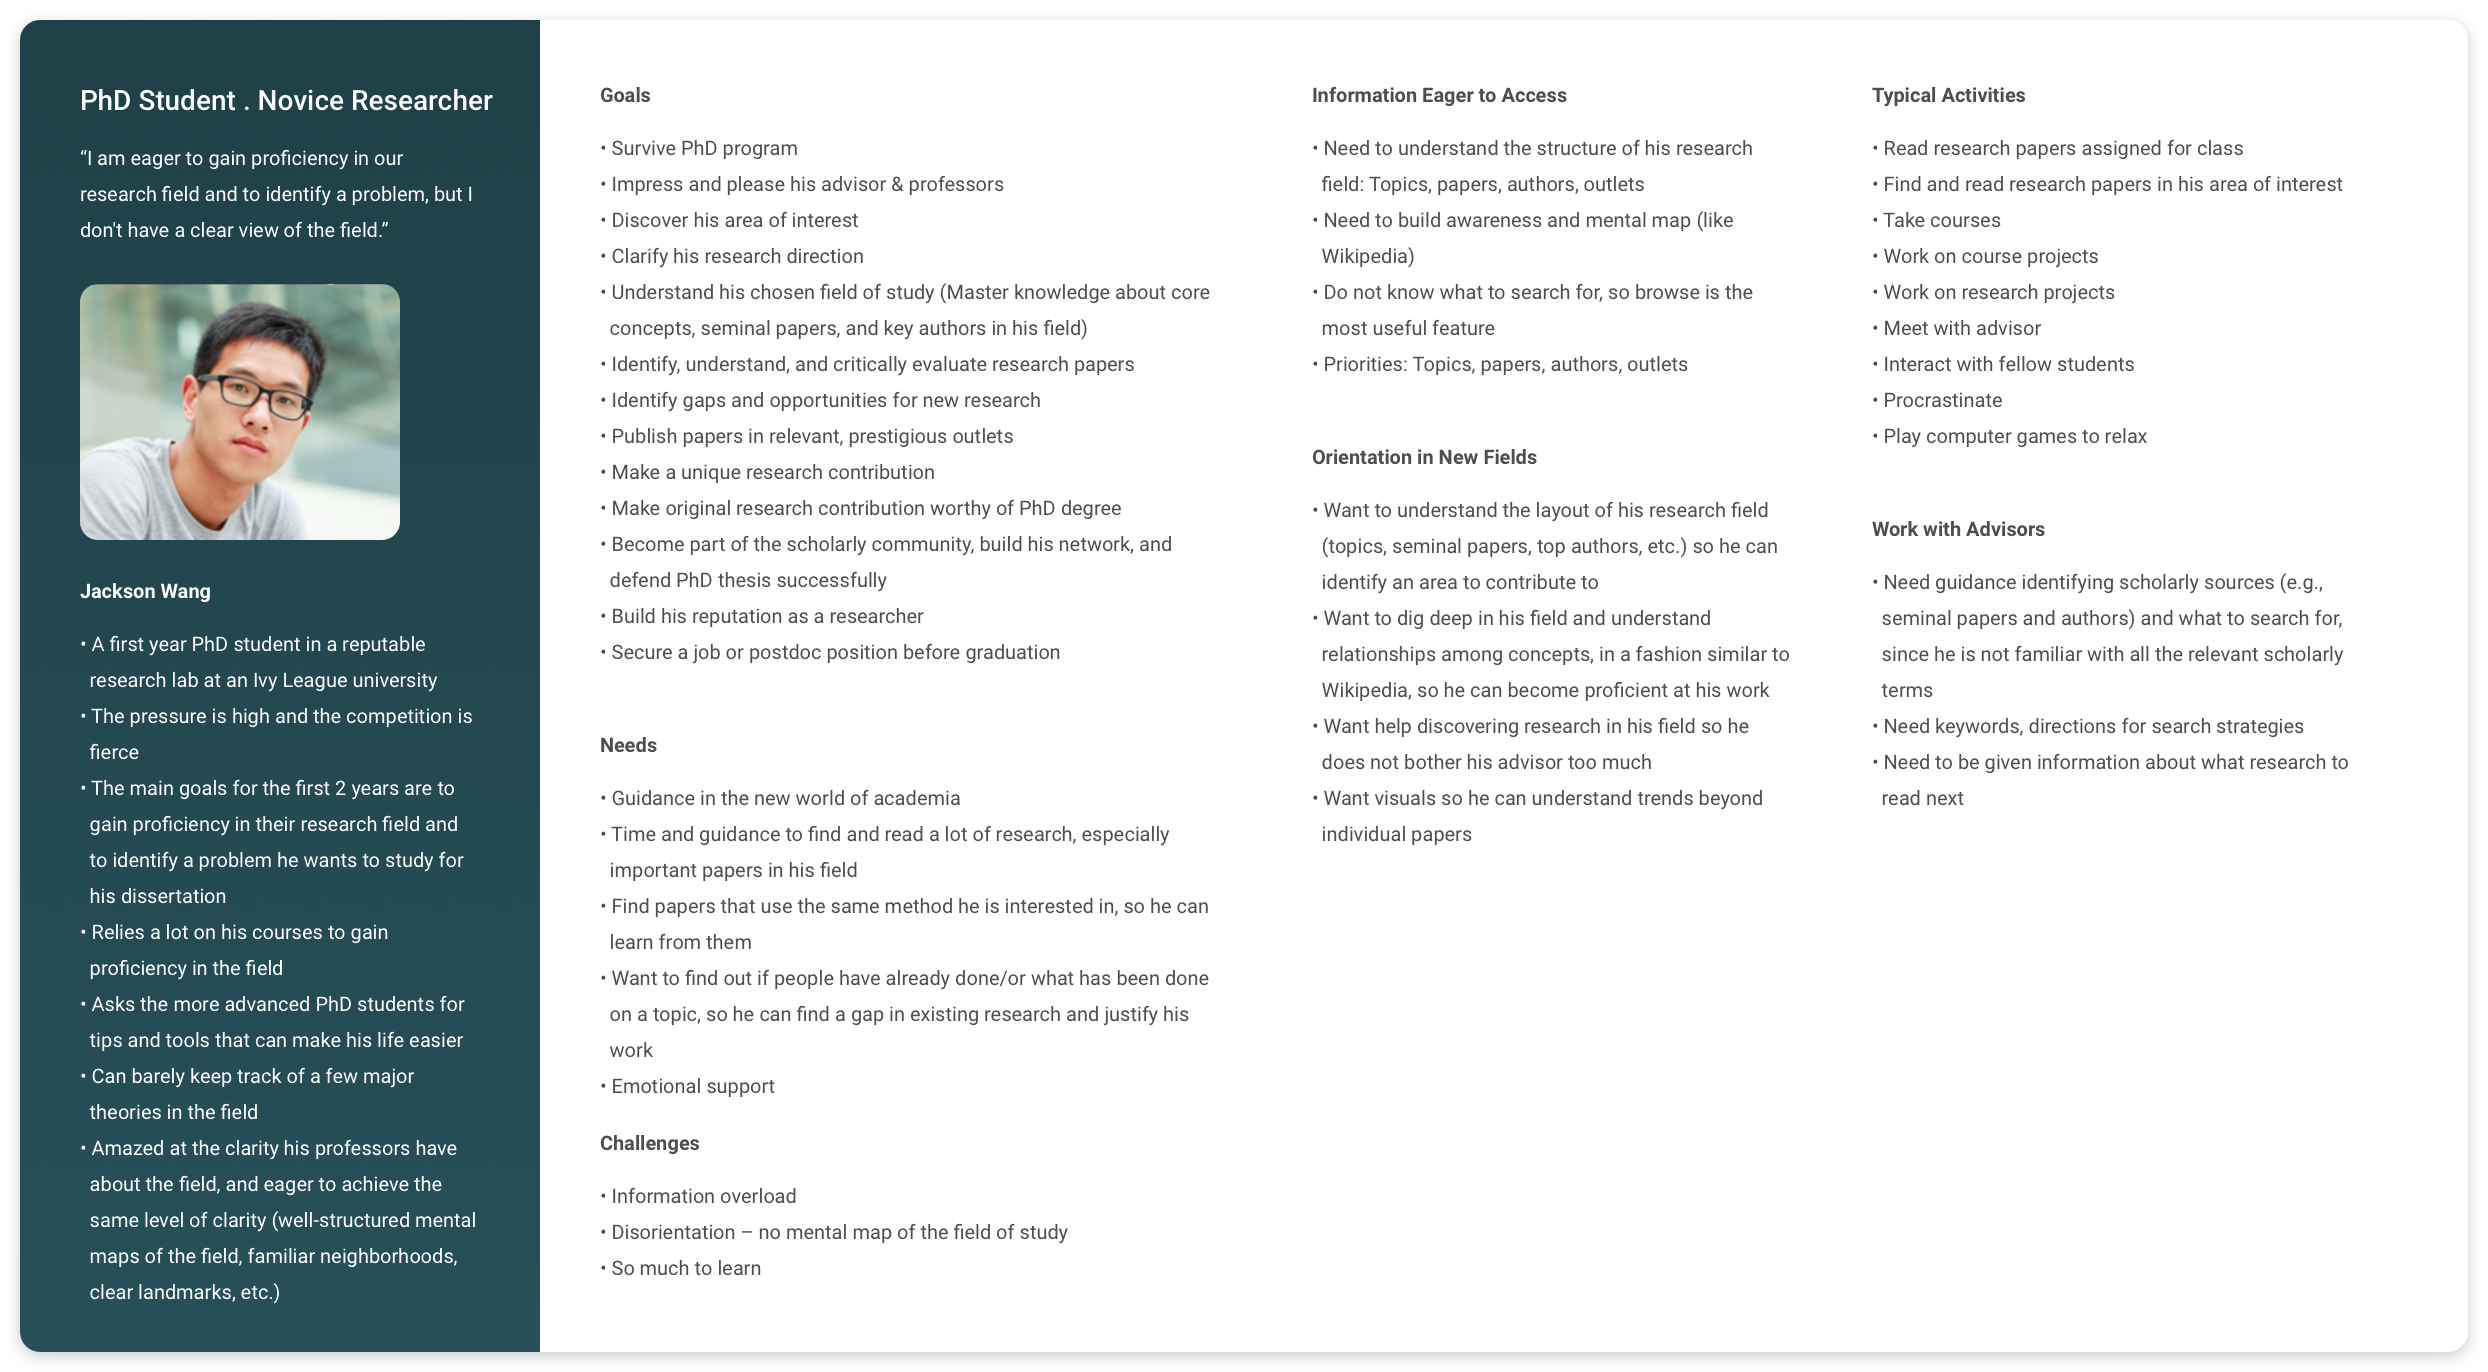 PhD Student . Novice Researcher
“I am eager to gain proficiency in our
research field and to identify a problem, but I
don't have a clear view of the field.”
Jackson Wang
• A first year PhD student in a reputable
research lab at an Ivy League university
• The pressure is high and the competition is
fierce
• The main goals for the first 2 years are to
gain proficiency in their research field and
to identify a problem he wants to study for
his dissertation
• Relies a lot on his courses to gain
proficiency in the field
• Asks the more advanced PhD students for
tips and tools that can make his life easier
• Can barely keep track of a few major
theories in the field
• Amazed at the clarity his professors have
about the field, and eager to achieve the
same level of clarity (well-structured mental
maps of the field, familiar neighborhoods,
clear landmarks, etc.)
Goals
• Survive PhD program
• Impress and please his advisor & professors
• Discover his area of interest
• Clarify his research direction
• Understand his chosen field of study (Master knowledge about core
concepts, seminal papers, and key authors in his field)
• Identify, understand, and critically evaluate research papers
• Identify gaps and opportunities for new research
• Publish papers in relevant, prestigious outlets
• Make a unique research contribution
• Make original research contribution worthy of PhD degree
• Become part of the scholarly community, build his network, and
defend PhD thesis successfully
• Build his reputation as a researcher
• Secure a job or postdoc position before graduation
Needs
• Guidance in the new world of academia
• Time and guidance to find and read a lot of research, especially
important papers in his field
• Find papers that use the same method he is interested in, so he can
learn from them
• Want to find out if people have already done/or what has been done
on a topic, so he can find a gap in existing research and justify his
work
• Emotional support
Challenges
• Information overload
• Disorientation – no mental map of the field of study
• So much to learn
Information Eager to Access
• Need to understand the structure of his research
field: Topics, papers, authors, outlets
• Need to build awareness and mental map (like
Wikipedia)
• Do not know what to search for, so browse is the
most useful feature
• Priorities: Topics, papers, authors, outlets
Orientation in New Fields
• Want to understand the layout of his research field
(topics, seminal papers, top authors, etc.) so he can
identify an area to contribute to
• Want to dig deep in his field and understand
relationships among concepts, in a fashion similar to
Wikipedia, so he can become proficient at his work
• Want help discovering research in his field so he
does not bother his advisor too much
• Want visuals so he can understand trends beyond
individual papers
Typical Activities
• Read research papers assigned for class
• Find and read research papers in his area of interest
• Take courses
• Work on course projects
• Work on research projects
• Meet with advisor
• Interact with fellow students
• Procrastinate
• Play computer games to relax
Work with Advisors
• Need guidance identifying scholarly sources (e.g.,
seminal papers and authors) and what to search for,
since he is not familiar with all the relevant scholarly
terms
• Need keywords, directions for search strategies
• Need to be given information about what research to
read next